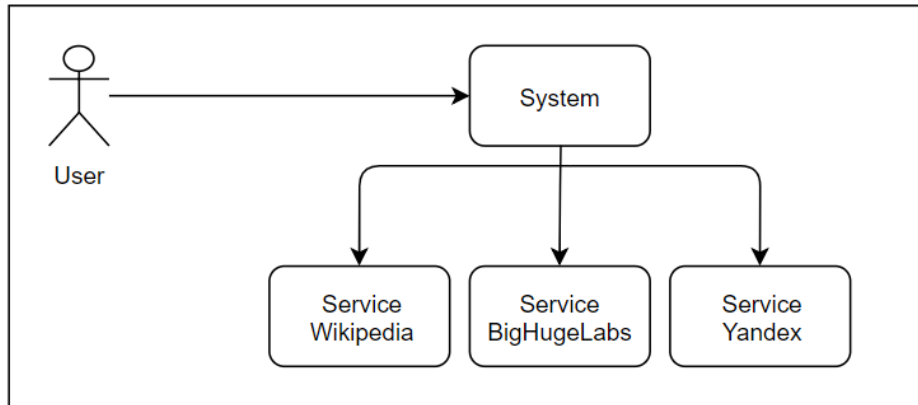 System
User
Service
Wikipedia
Service
BigHugeLabs
Service
Yandex